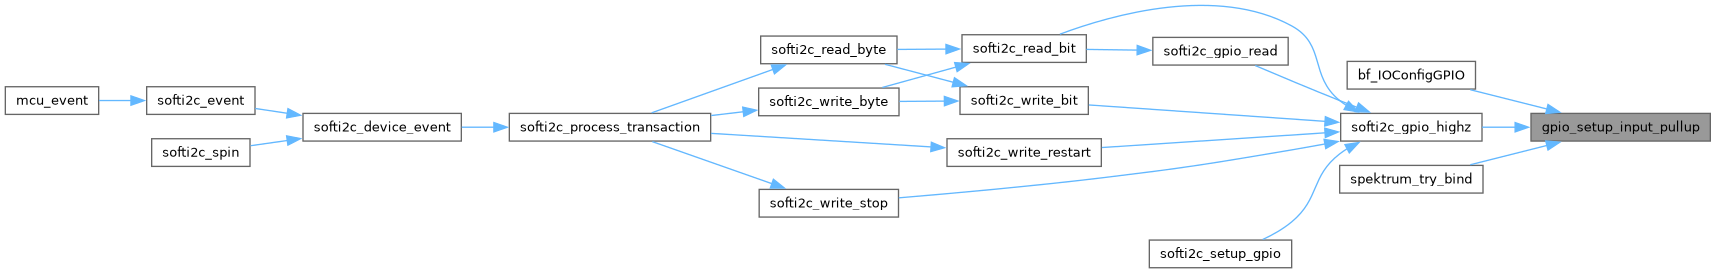 mcu_event
softi2c_event
softi2c_spin
softi2c_device_event
softi2c_process_transaction
softi2c_read_byte
softi2c_write_byte
softi2c_write_stop
softi2c_read_bit
softi2c_write_bit
softi2c_write_restart
softi2c_gpio_read
softi2c_setup_gpio
bf_IOConfigGPIO
softi2c_gpio_highz
spektrum_try_bind
gpio_setup_input_pullup